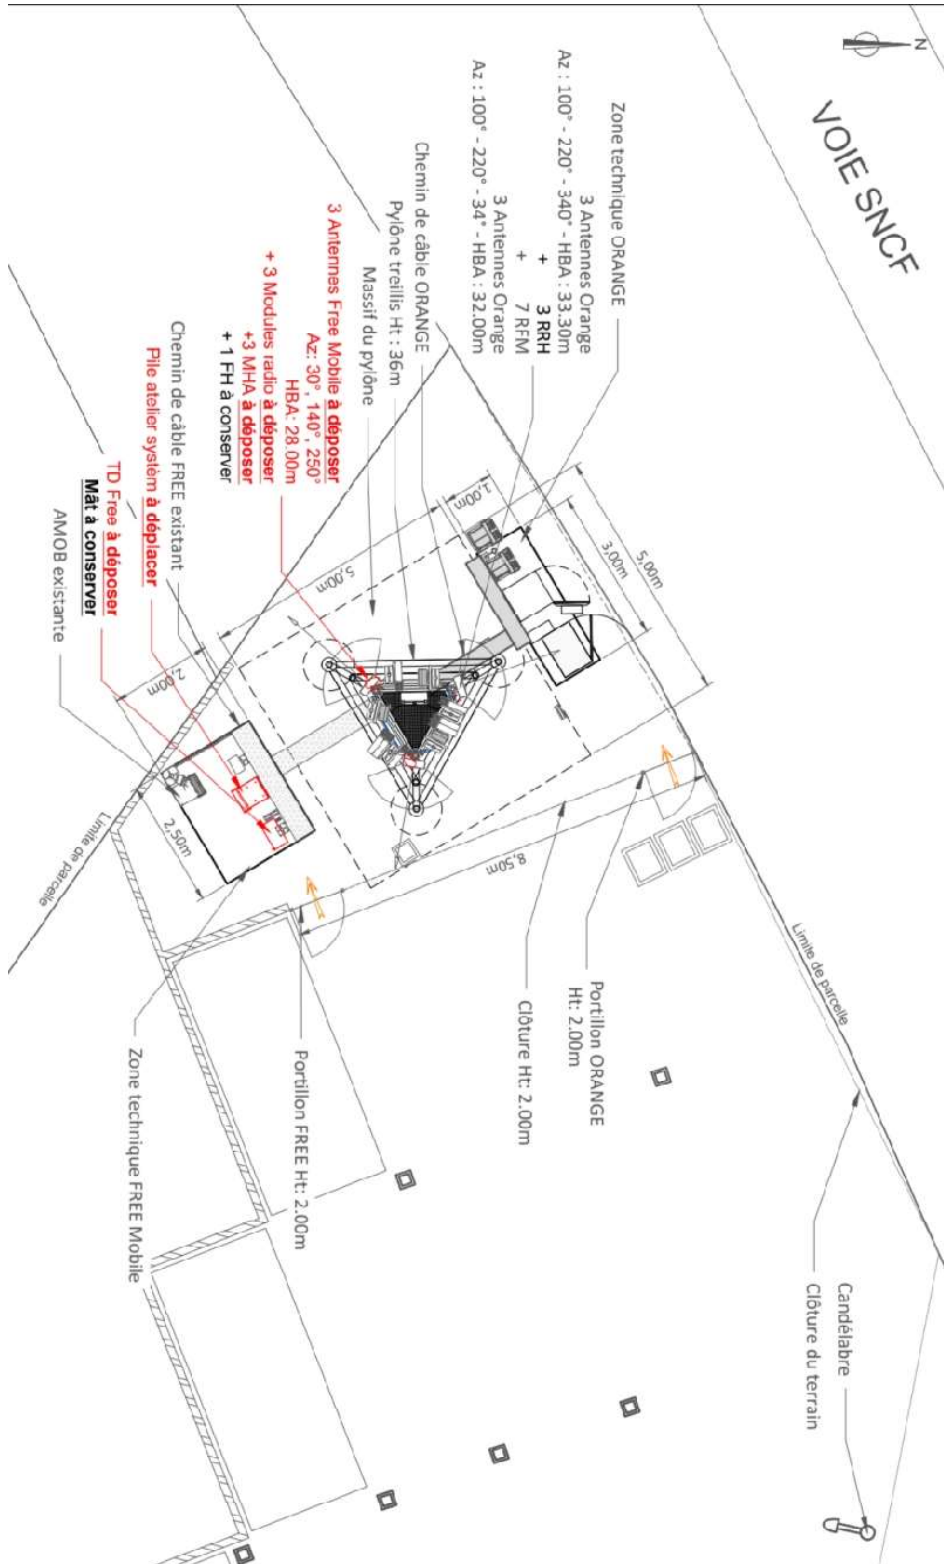 N
VOIE SNCF
Zone technique ORANGE
3 Antennes Orange
Az : 100° - 220° - 340° - HBA : 33.30m
+ 3 RRH
+ 7 RFM
3 Antennes Orange
Az : 100° - 220° - 34° - HBA : 32.00m
Chemin de câble ORANGE
Pylône treillis Ht : 36m
Massif du pylône
3 Antennes Free Mobile à déposer
Az: 30°, 140°, 250°
HBA: 28.00m
+ 3 Modules radio à déposer
+3 MHA à déposer
+ 1 FH à conserver
Chemin de câble FREE existant
Pile atelier systèm à déplacer
TD Free à déposer
Mât à conserver
AMOB existante
5,00m
3,00m
1,00m
5,00m
2,00m
2,50m
8,50m
Limite de parcelle
Limite de parcelle
Portillon ORANGE
Ht: 2.00m
Clôture Ht: 2.00m
Portillon FREE Ht: 2.00m
Zone technique FREE Mobile
Candélabre
Clôture du terrain